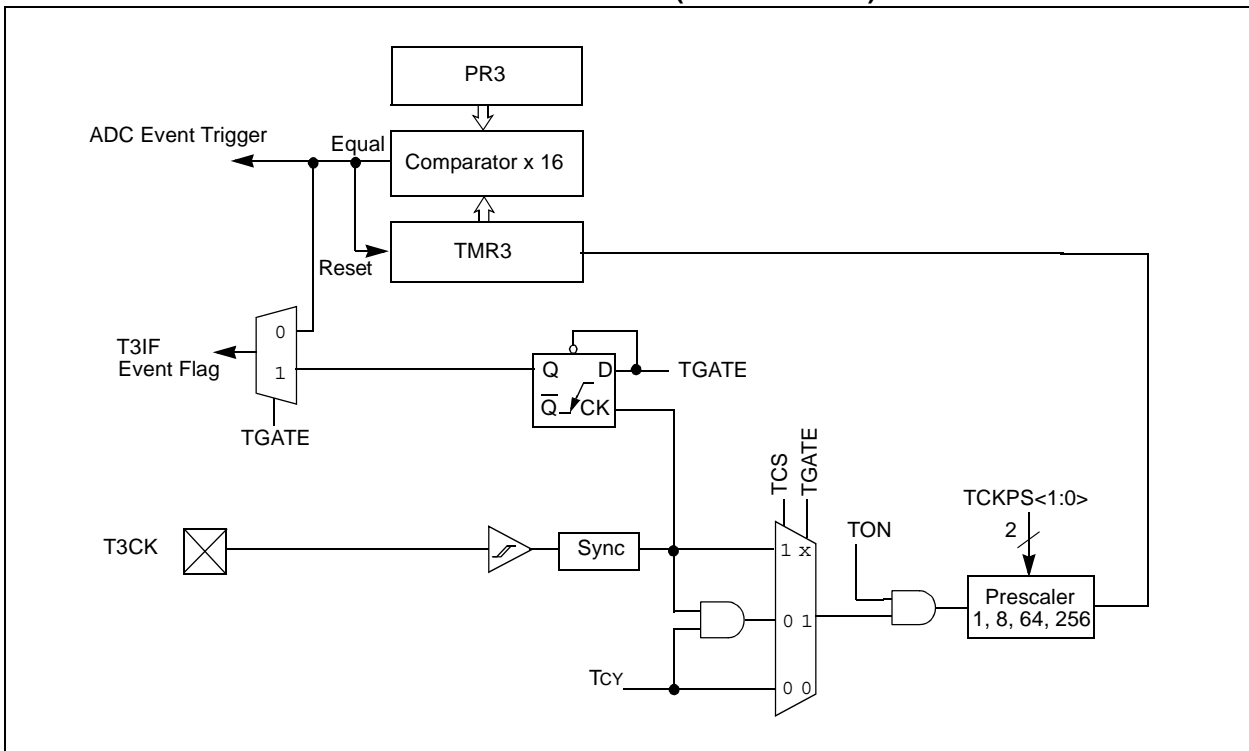 PR3
ADC Event Trigger
Equal
Comparator x 16
TMR3
Reset
0
T3IF
Event Flag
1
TGATE
Q D
Q CK
TGATE
TCS
TGATE
TCKPS<1:0>
2
TON
T3CK
Sync
1 x
Prescaler
1, 8, 64, 256
0 1
TCY
0 0